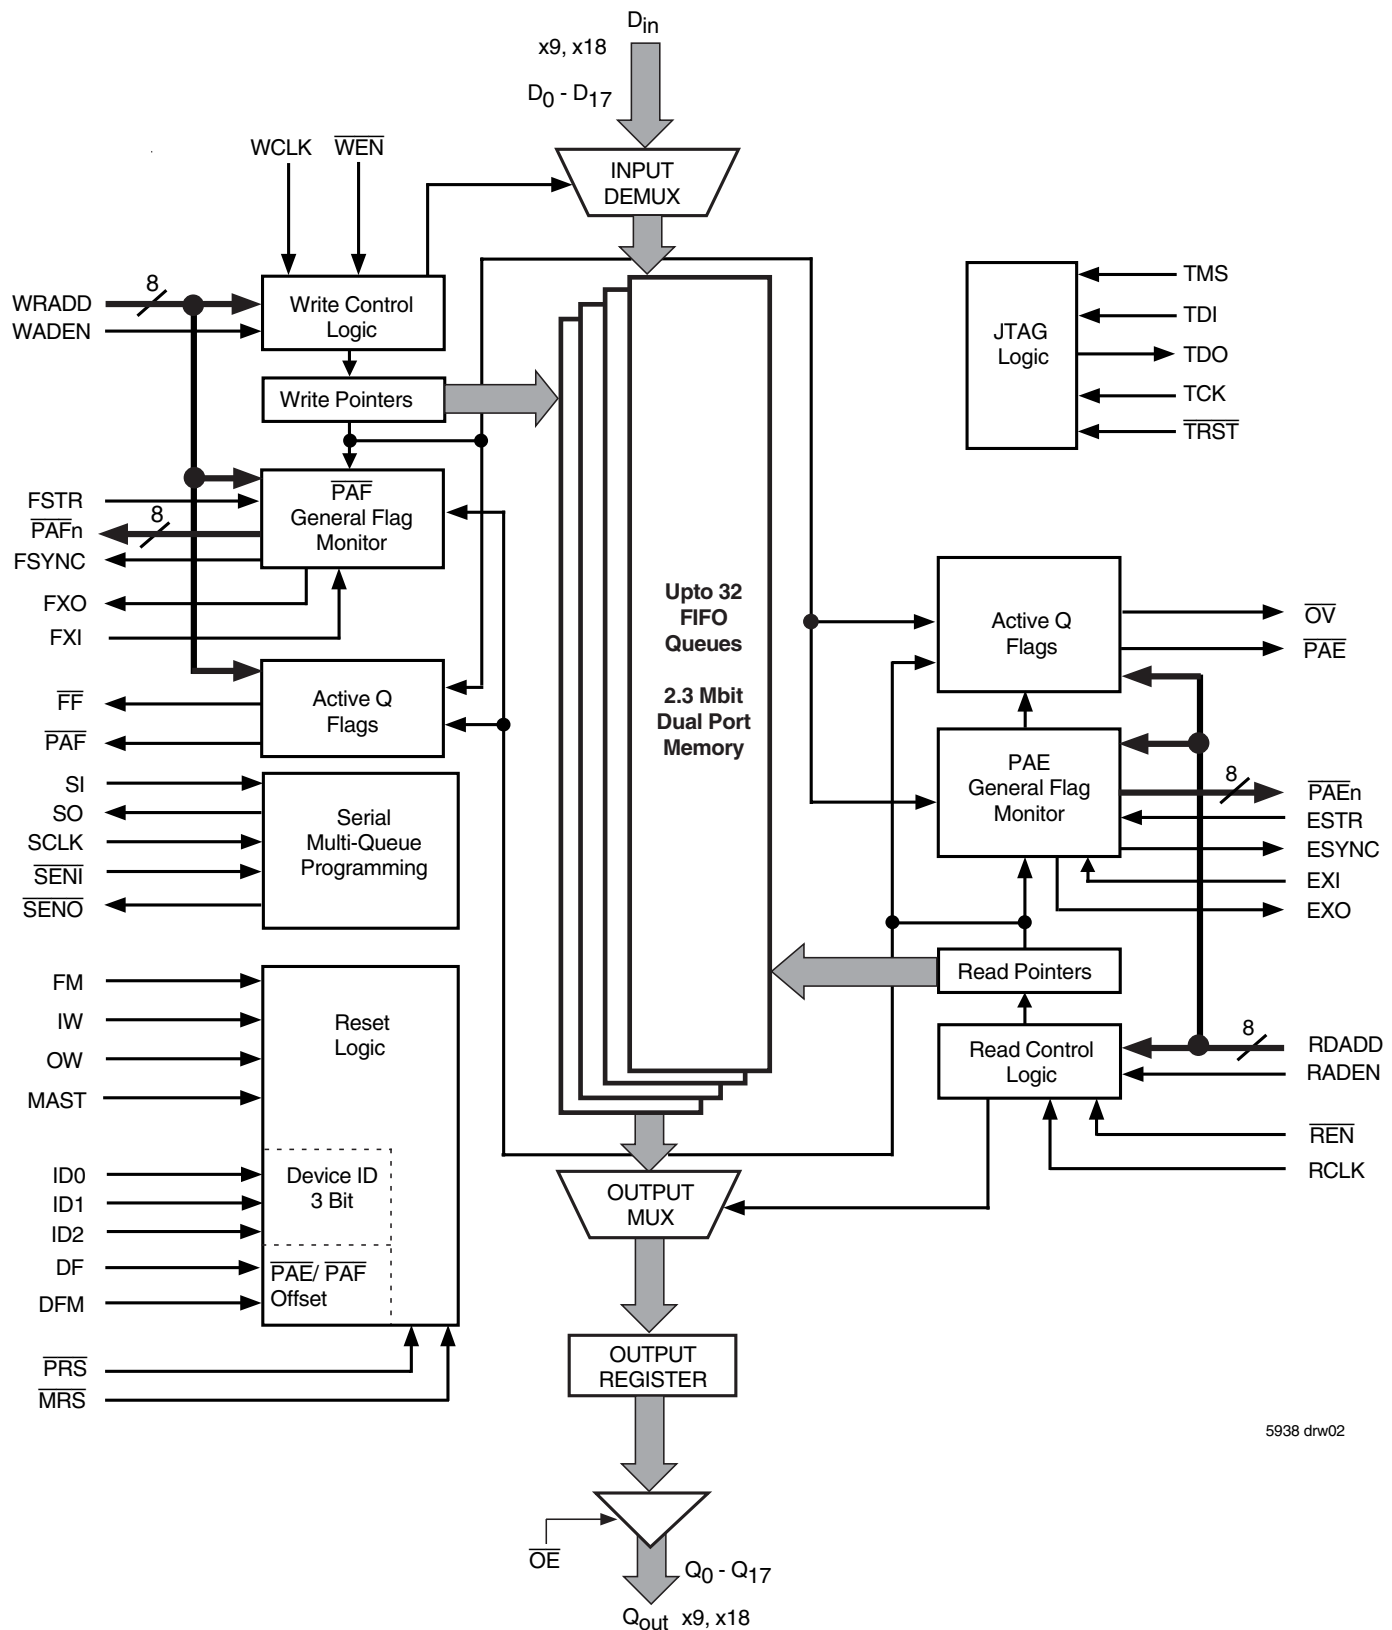 Din
x9, x18
D0 - D17
WCLK
WEN
INPUT
DEMUX
8
WRADD
WADEN
Write Control
Logic
Write Pointers
FSTR
PAFn
8
FSYNC
FXO
FXI
PAF
General Flag
Monitor
FF
PAF
Active Q
Flags
SI
SO
SCLK
SENI
SENO
Serial
Multi-Queue
Programming
FM
IW
OW
MAST
Reset
Logic
ID0
ID1
ID2
Device ID
3 Bit
DF
DFM
PAE/ PAF
Offset
PRS
MRS
Upto 32
FIFO
Queues
2.3 Mbit
Dual Port
Memory
JTAG
Logic
TMS
TDI
TDO
TCK
TRST
Active Q
Flags
OV
PAE
PAE
General Flag
Monitor
8
PAEn
ESTR
ESYNC
EXI
EXO
Read Pointers
Read Control
Logic
8
RDADD
RADEN
REN
RCLK
OUTPUT
MUX
OUTPUT
REGISTER
OE
Q0 - Q17
Qout x9, x18
5938 drw02